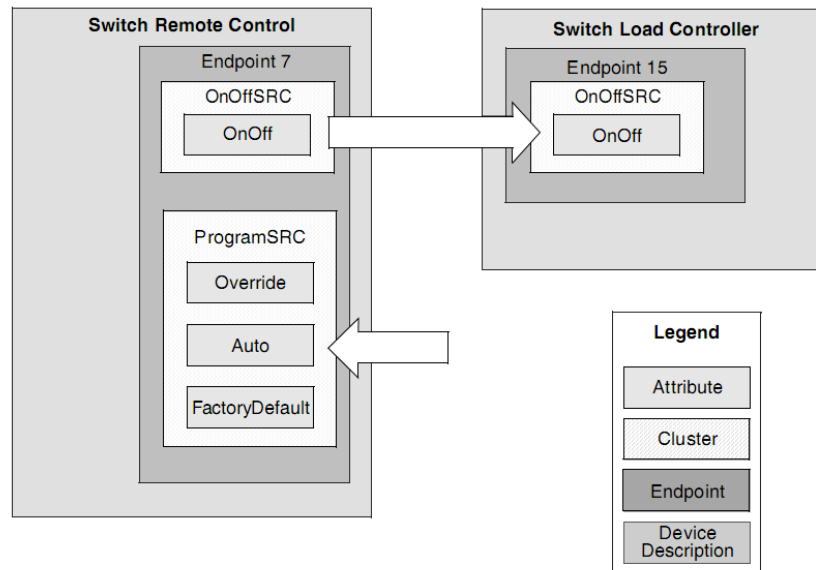 Switch Remote Control
Endpoint 7
OnOffSRC
OnOff
ProgramSRC
Override
Auto
FactoryDefault
Switch Load Controller
Endpoint 15
OnOffSRC
OnOff
Legend
Attribute
Cluster
Endpoint
Device
Description